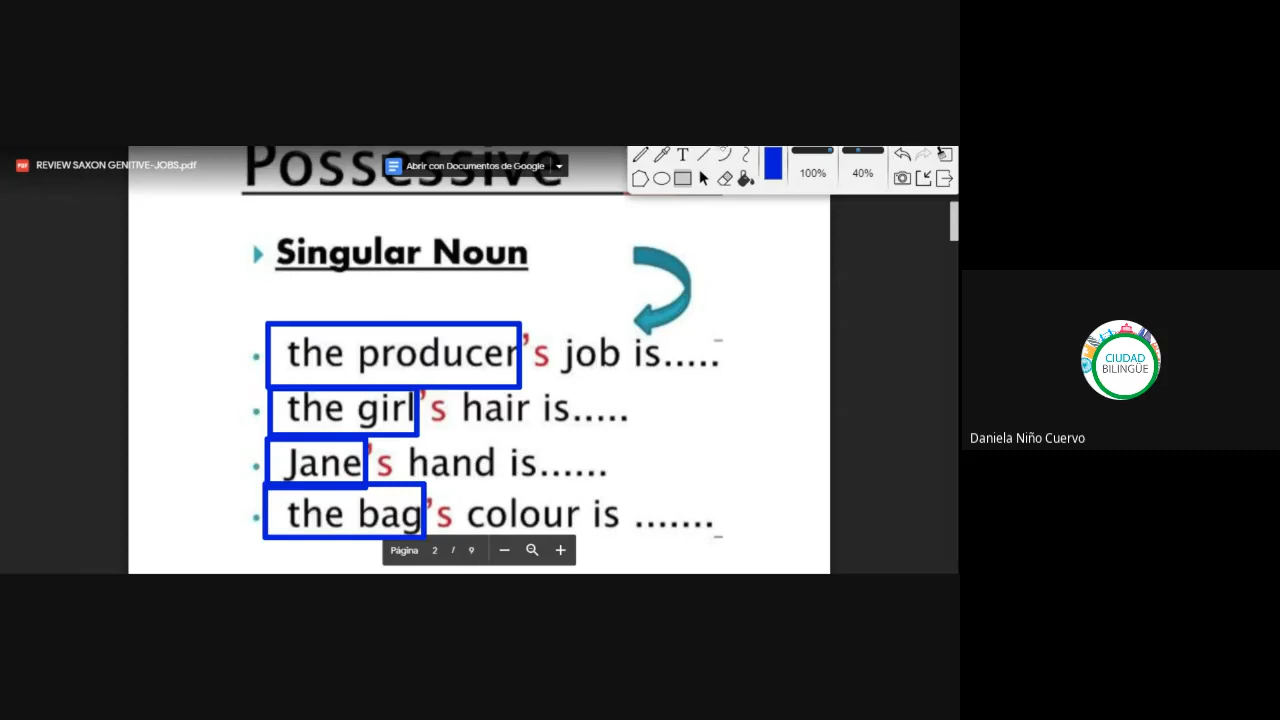 REVIEW SAXON GENITIVE-JOBS.pdf
Possessive
Abrir con Documentos de Google
T
100%
40%
Singular Noun
the producer's job is.....
the girl's hair is.....
Jane's hand is......
the bag's colour is .......
Página 2 / 9
CIUDAD
BILINGÜE
Daniela Niño Cuervo